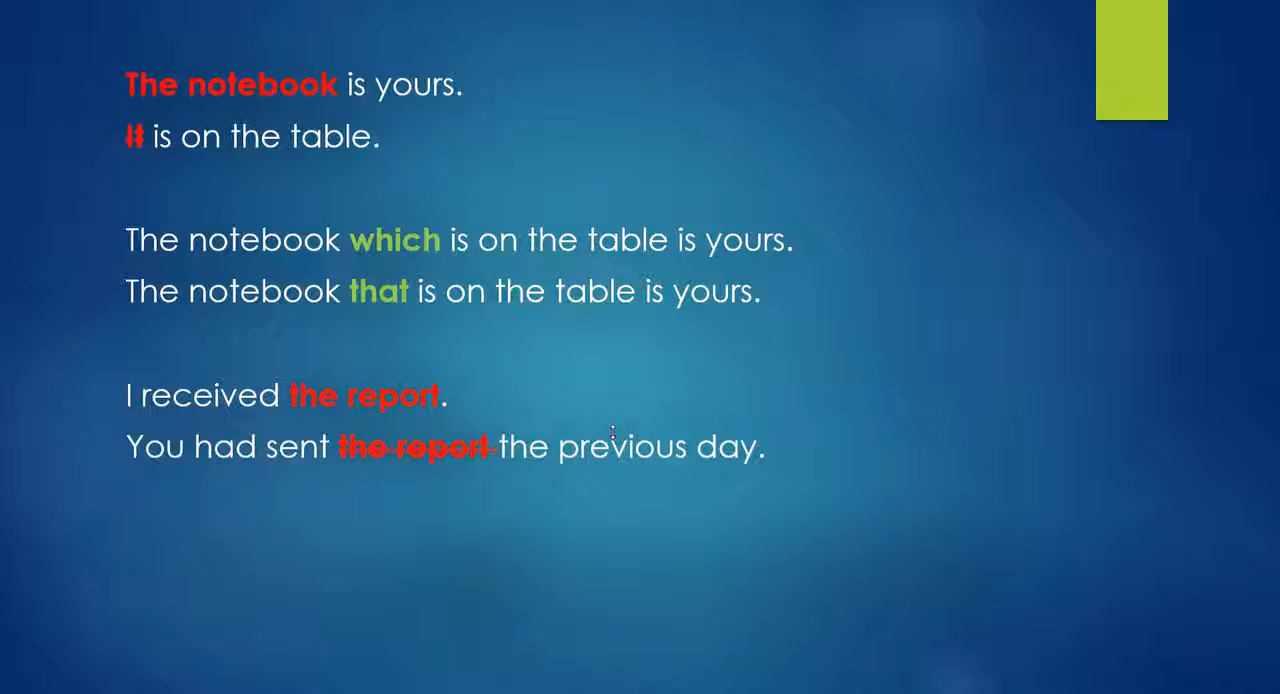 The notebook is yours.
It is on the table.
The notebook which is on the table is yours.
The notebook that is on the table is yours.
I received the report.
You had sent the report the previous day.